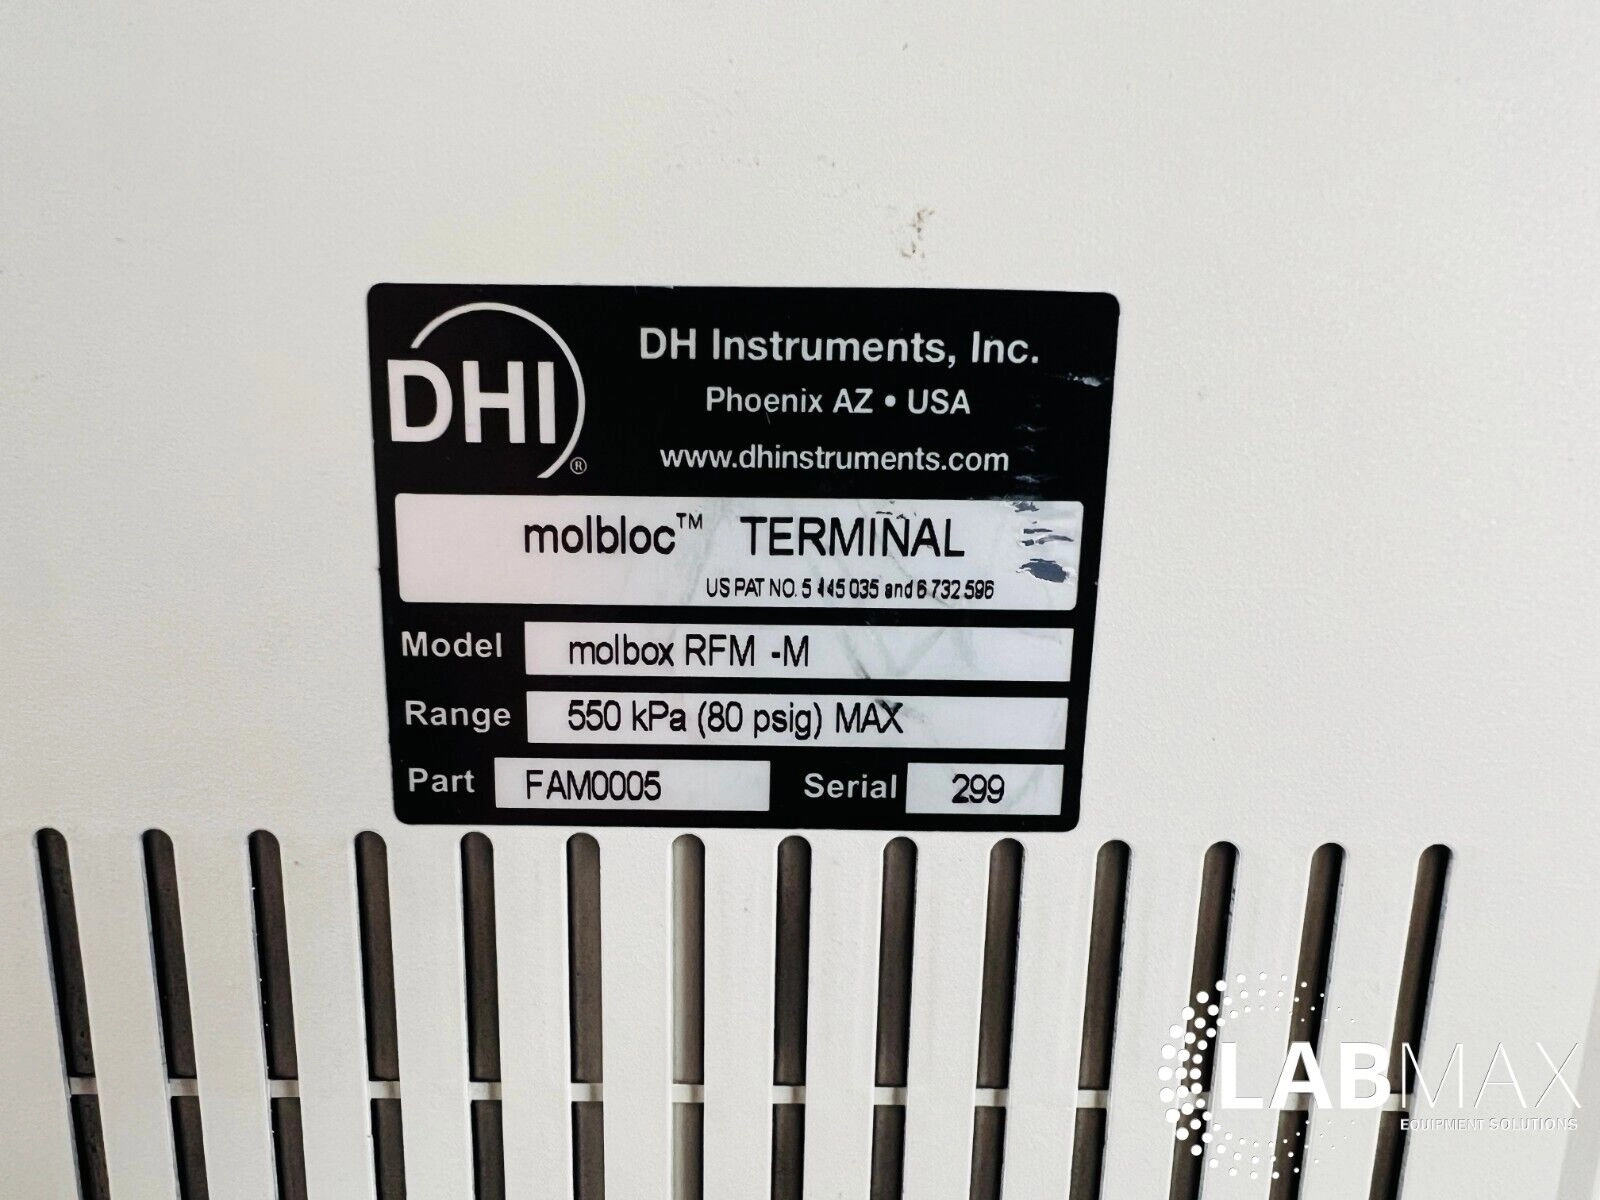 DHI®
DH Instruments, Inc.
Phoenix AZ • USA
www.dhinstruments.com
molbloc™ TERMINAL
US PAT NO. 5 445 035 and 6 732 596
Model molbox RFM -M
Range 550 kPa (80 psig) MAX
Part FAM0005 Serial 299
LABMAX
EQUIPMENT SOLUTIONS